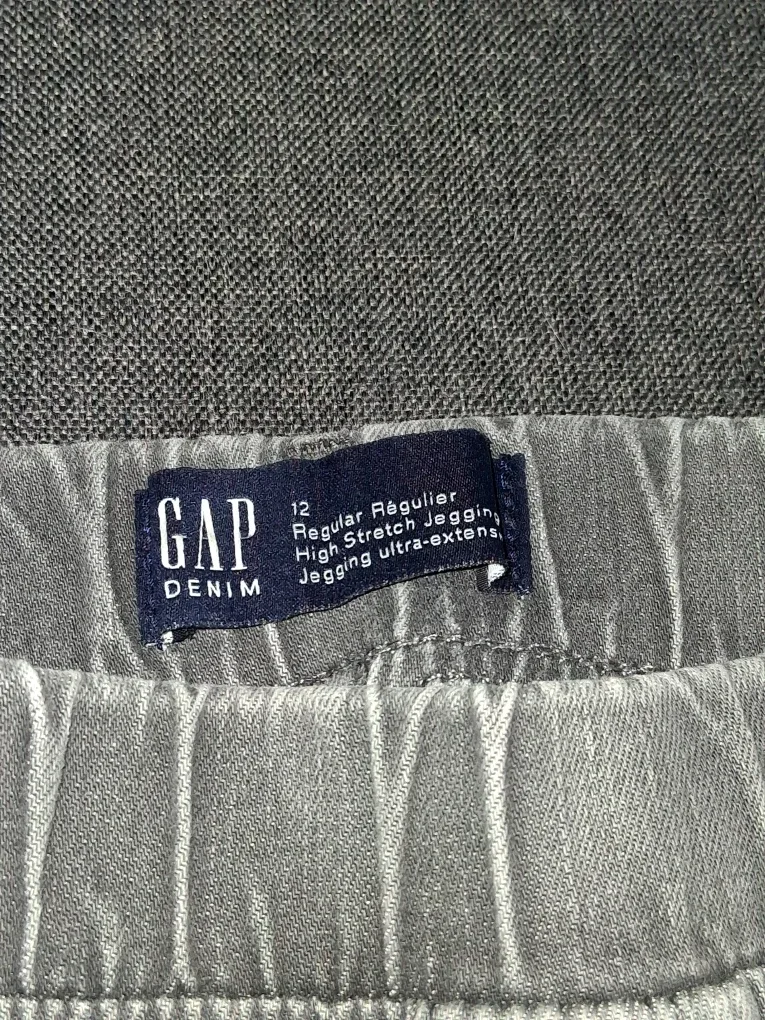 GAP
DENIM
12
Regular Régulier
High Stretch Jegging
Jegging ultra-extens